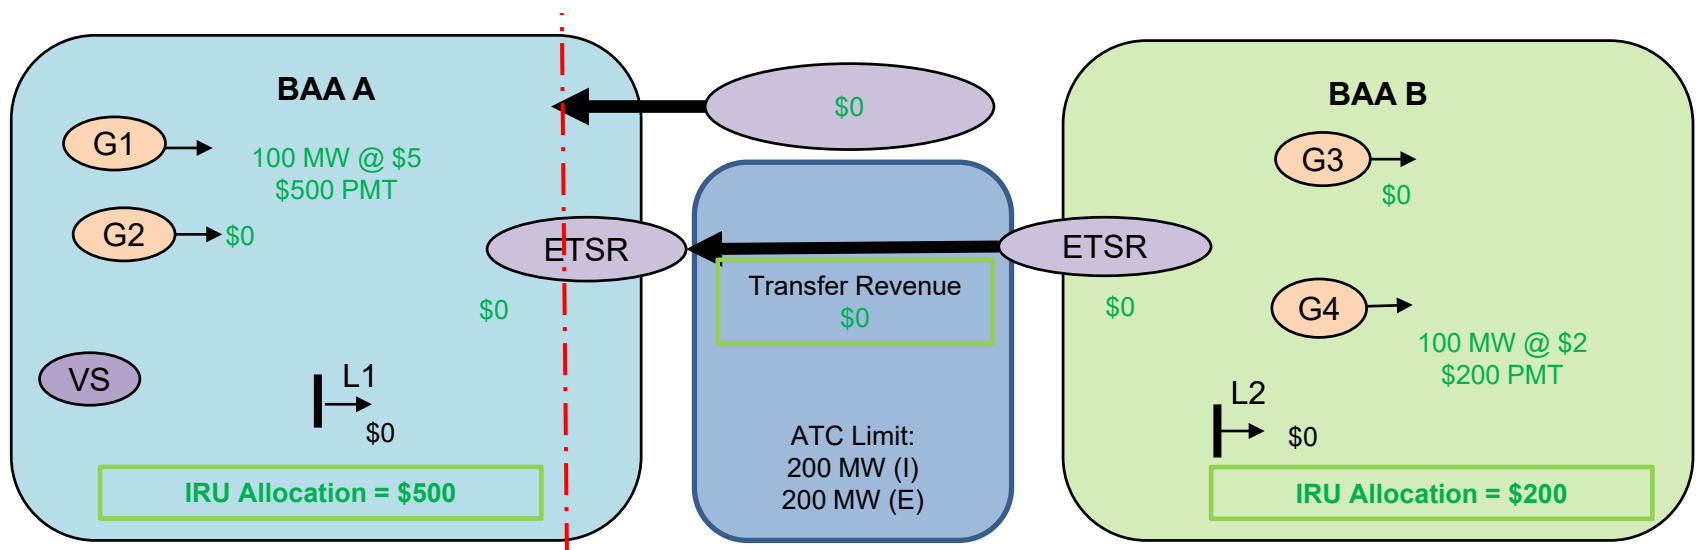 BAA A
G1
100 MW @ $5
$500 PMT
G2
$0
ETSR
$0
VS
L1
$0
IRU Allocation = $500
$0
Transfer Revenue
$0
ATC Limit:
200 MW (I)
200 MW (E)
BAA B
G3
$0
ETSR
$0
G4
100 MW @ $2
$200 PMT
L2
$0
IRU Allocation = $200